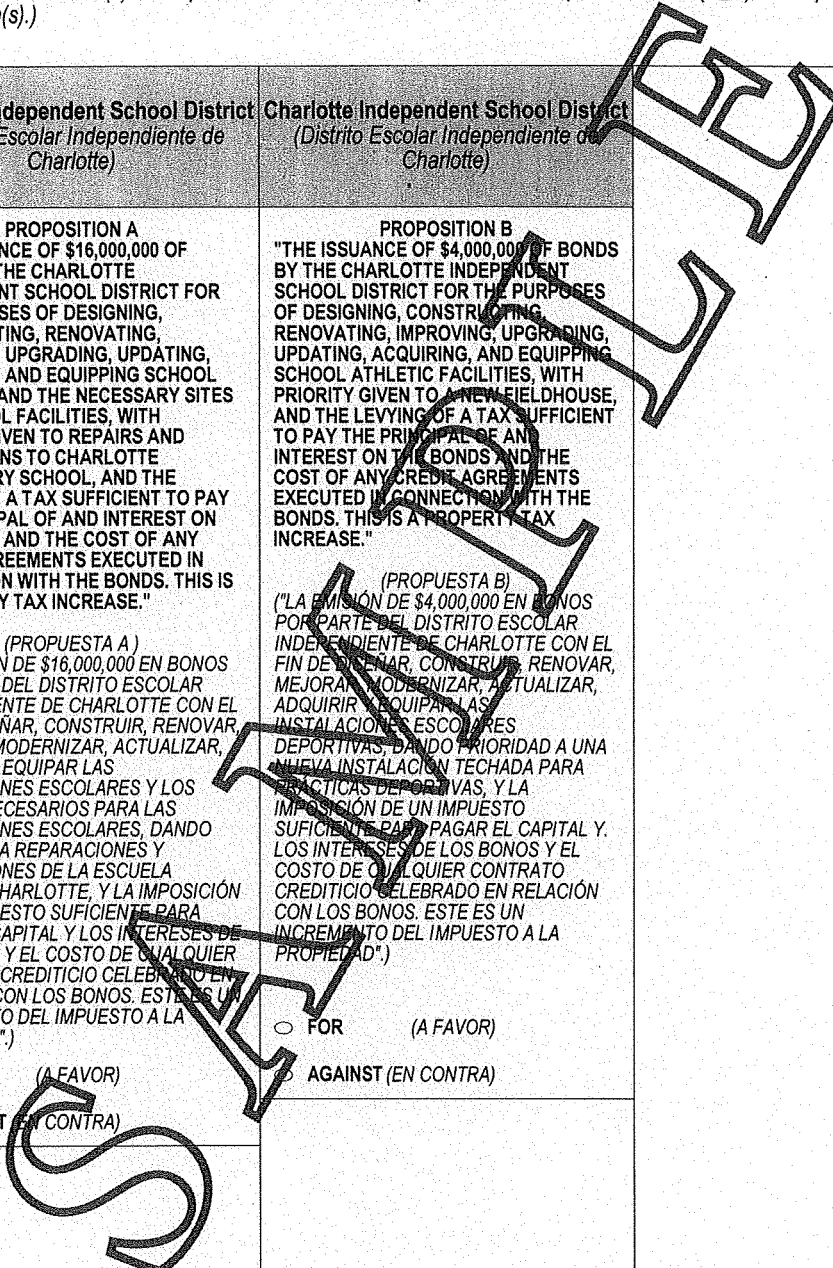 (s).)
dependent School District
Escolar Independiente de
Charlotte)
PROPOSITION A
NCE OF $16,000,000 OF
THE CHARLOTTE
NT SCHOOL DISTRICT FOR
SES OF DESIGNING,
TING, RENOVATING,
UPGRADING, UPDATING,
AND EQUIPPING SCHOOL
AND THE NECESSARY SITES
L FACILITIES, WITH
VEN TO REPAIRS AND
NS TO CHARLOTTE
RY SCHOOL, AND THE
A TAX SUFFICIENT TO PAY
PAL OF AND INTEREST ON
AND THE COST OF ANY
REEMENTS EXECUTED IN
N WITH THE BONDS. THIS IS
Y TAX INCREASE."
(PROPUESTA A )
N DE $16,000,000 EN BONOS
DEL DISTRITO ESCOLAR
ENTE DE CHARLOTTE CON EL
ÑAR, CONSTRUIR, RENOVAR,
MODERNIZAR, ACTUALIZAR,
EQUIPAR LAS
NES ESCOLARES Y LOS
ECESARIOS PARA LAS
NES ESCOLARES, DANDO
A REPARACIONES Y
ONES DE LA ESCUELA
HARLOTTE, Y LA IMPOSICIÓN
ESTO SUFICIENTE PARA
CAPITAL Y LOS INTERESES DE
Y EL COSTO DE CUALQUIER
CREDITICIO CELEBRADO EN
CON LOS BONOS. ESTE ES UN
O DEL IMPUESTO A LA
".)
(A FAVOR)
T (EN CONTRA)
Charlotte Independent School District
(Distrito Escolar Independiente de
Charlotte)
PROPOSITION B
"THE ISSUANCE OF $4,000,000 OF BONDS
BY THE CHARLOTTE INDEPENDENT
SCHOOL DISTRICT FOR THE PURPOSES
OF DESIGNING, CONSTRUCTING,
RENOVATING, IMPROVING, UPGRADING,
UPDATING, ACQUIRING, AND EQUIPPING
SCHOOL ATHLETIC FACILITIES, WITH
PRIORITY GIVEN TO A NEW FIELDHOUSE,
AND THE LEVYING OF A TAX SUFFICIENT
TO PAY THE PRINCIPAL OF AND
INTEREST ON THE BONDS AND THE
COST OF ANY CREDIT AGREEMENTS
EXECUTED IN CONNECTION WITH THE
BONDS. THIS IS A PROPERTY TAX
INCREASE."
(PROPUESTA B)
("LA EMISIÓN DE $4,000,000 EN BONOS
POR PARTE DEL DISTRITO ESCOLAR
INDEPENDIENTE DE CHARLOTTE CON EL
FIN DE DISEÑAR, CONSTRUIR, RENOVAR,
MEJORAR, MODERNIZAR, ACTUALIZAR,
ADQUIRIR Y EQUIPAR LAS
INSTALACIONES ESCOLARES
DEPORTIVAS, DANDO PRIORIDAD A UNA
NUEVA INSTALACIÓN TECHADA PARA
PRÁCTICAS DEPORTIVAS, Y LA
IMPOSICIÓN DE UN IMPUESTO
SUFICIENTE PARA PAGAR EL CAPITAL Y.
LOS INTERESES DE LOS BONOS Y EL
COSTO DE CUALQUIER CONTRATO
CREDITICIO CELEBRADO EN RELACIÓN
CON LOS BONOS. ESTE ES UN
INCREMENTO DEL IMPUESTO A LA
PROPIEDAD".)
FOR (A FAVOR)
AGAINST (EN CONTRA)
SAMPLE